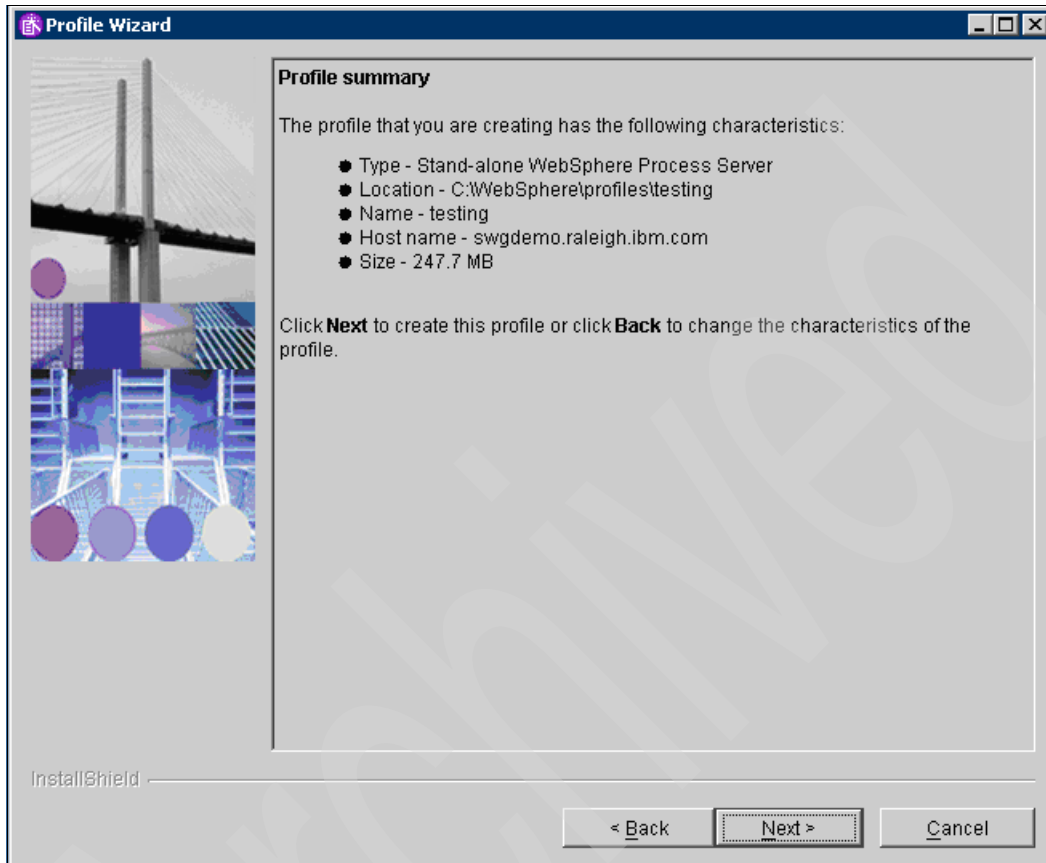 Profile Wizard
Profile summary
The profile that you are creating has the following characteristics:
Type - Stand-alone WebSphere Process Server
Location - C:\WebSphere\profiles\testing
Name - testing
Host name - swgdemo.raleigh.ibm.com
Size - 247.7 MB
Click Next to create this profile or click Back to change the characteristics of the
profile.
InstallShield
< Back
Next >
Cancel